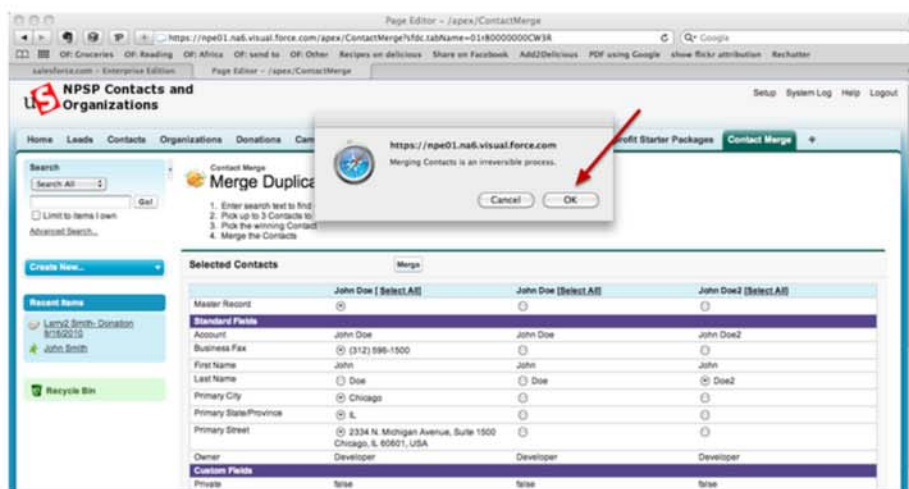 Page Editor – /apex/ContactMerge
https://npe01.na6.visual.force.com/apex/ContactMerge?sfdc.tabName=01r80000000CW3R
Google
OF: Groceries OF: Reading OF: Africa OF: send to OF: Other Recipes on delicious Share on Facebook Add2Delicious PDF using Google show flickr attribution Rechatter
salesforce.com – Enterprise Edition
Page Editor – /apex/ContactMerge
NPSP Contacts and
Organizations
Setup System Log Help Logout
Home Leads Contacts Organizations Donations Cam
rofit Starter Packages Contact Merge +
https://npe01.na6.visual.force.com
Merging Contacts is an irreversible process.
Cancel OK
Search
Search All
Go!
Limit to items I own
Advanced Search...
Create New...
Recent Items
Larry2 Smith- Donation
9/16/2010
John Smith
Recycle Bin
Contact Merge
Merge Duplica
1. Enter search text to find
2. Pick up to 3 Contacts to
3. Pick the winning Contact
4. Merge the Contacts
Selected Contacts Merge
John Doe [ Select All] John Doe [Select All] John Doe2 [Select All]
Master Record
Standard Fields
Account John Doe John Doe John Doe2
Business Fax (312) 596-1500
First Name John John John
Last Name Doe Doe Doe2
Primary City Chicago
Primary State/Province IL
Primary Street 2334 N. Michigan Avenue, Suite 1500
Chicago, IL 60601, USA
Owner Developer Developer Developer
Custom Fields
Private false false false